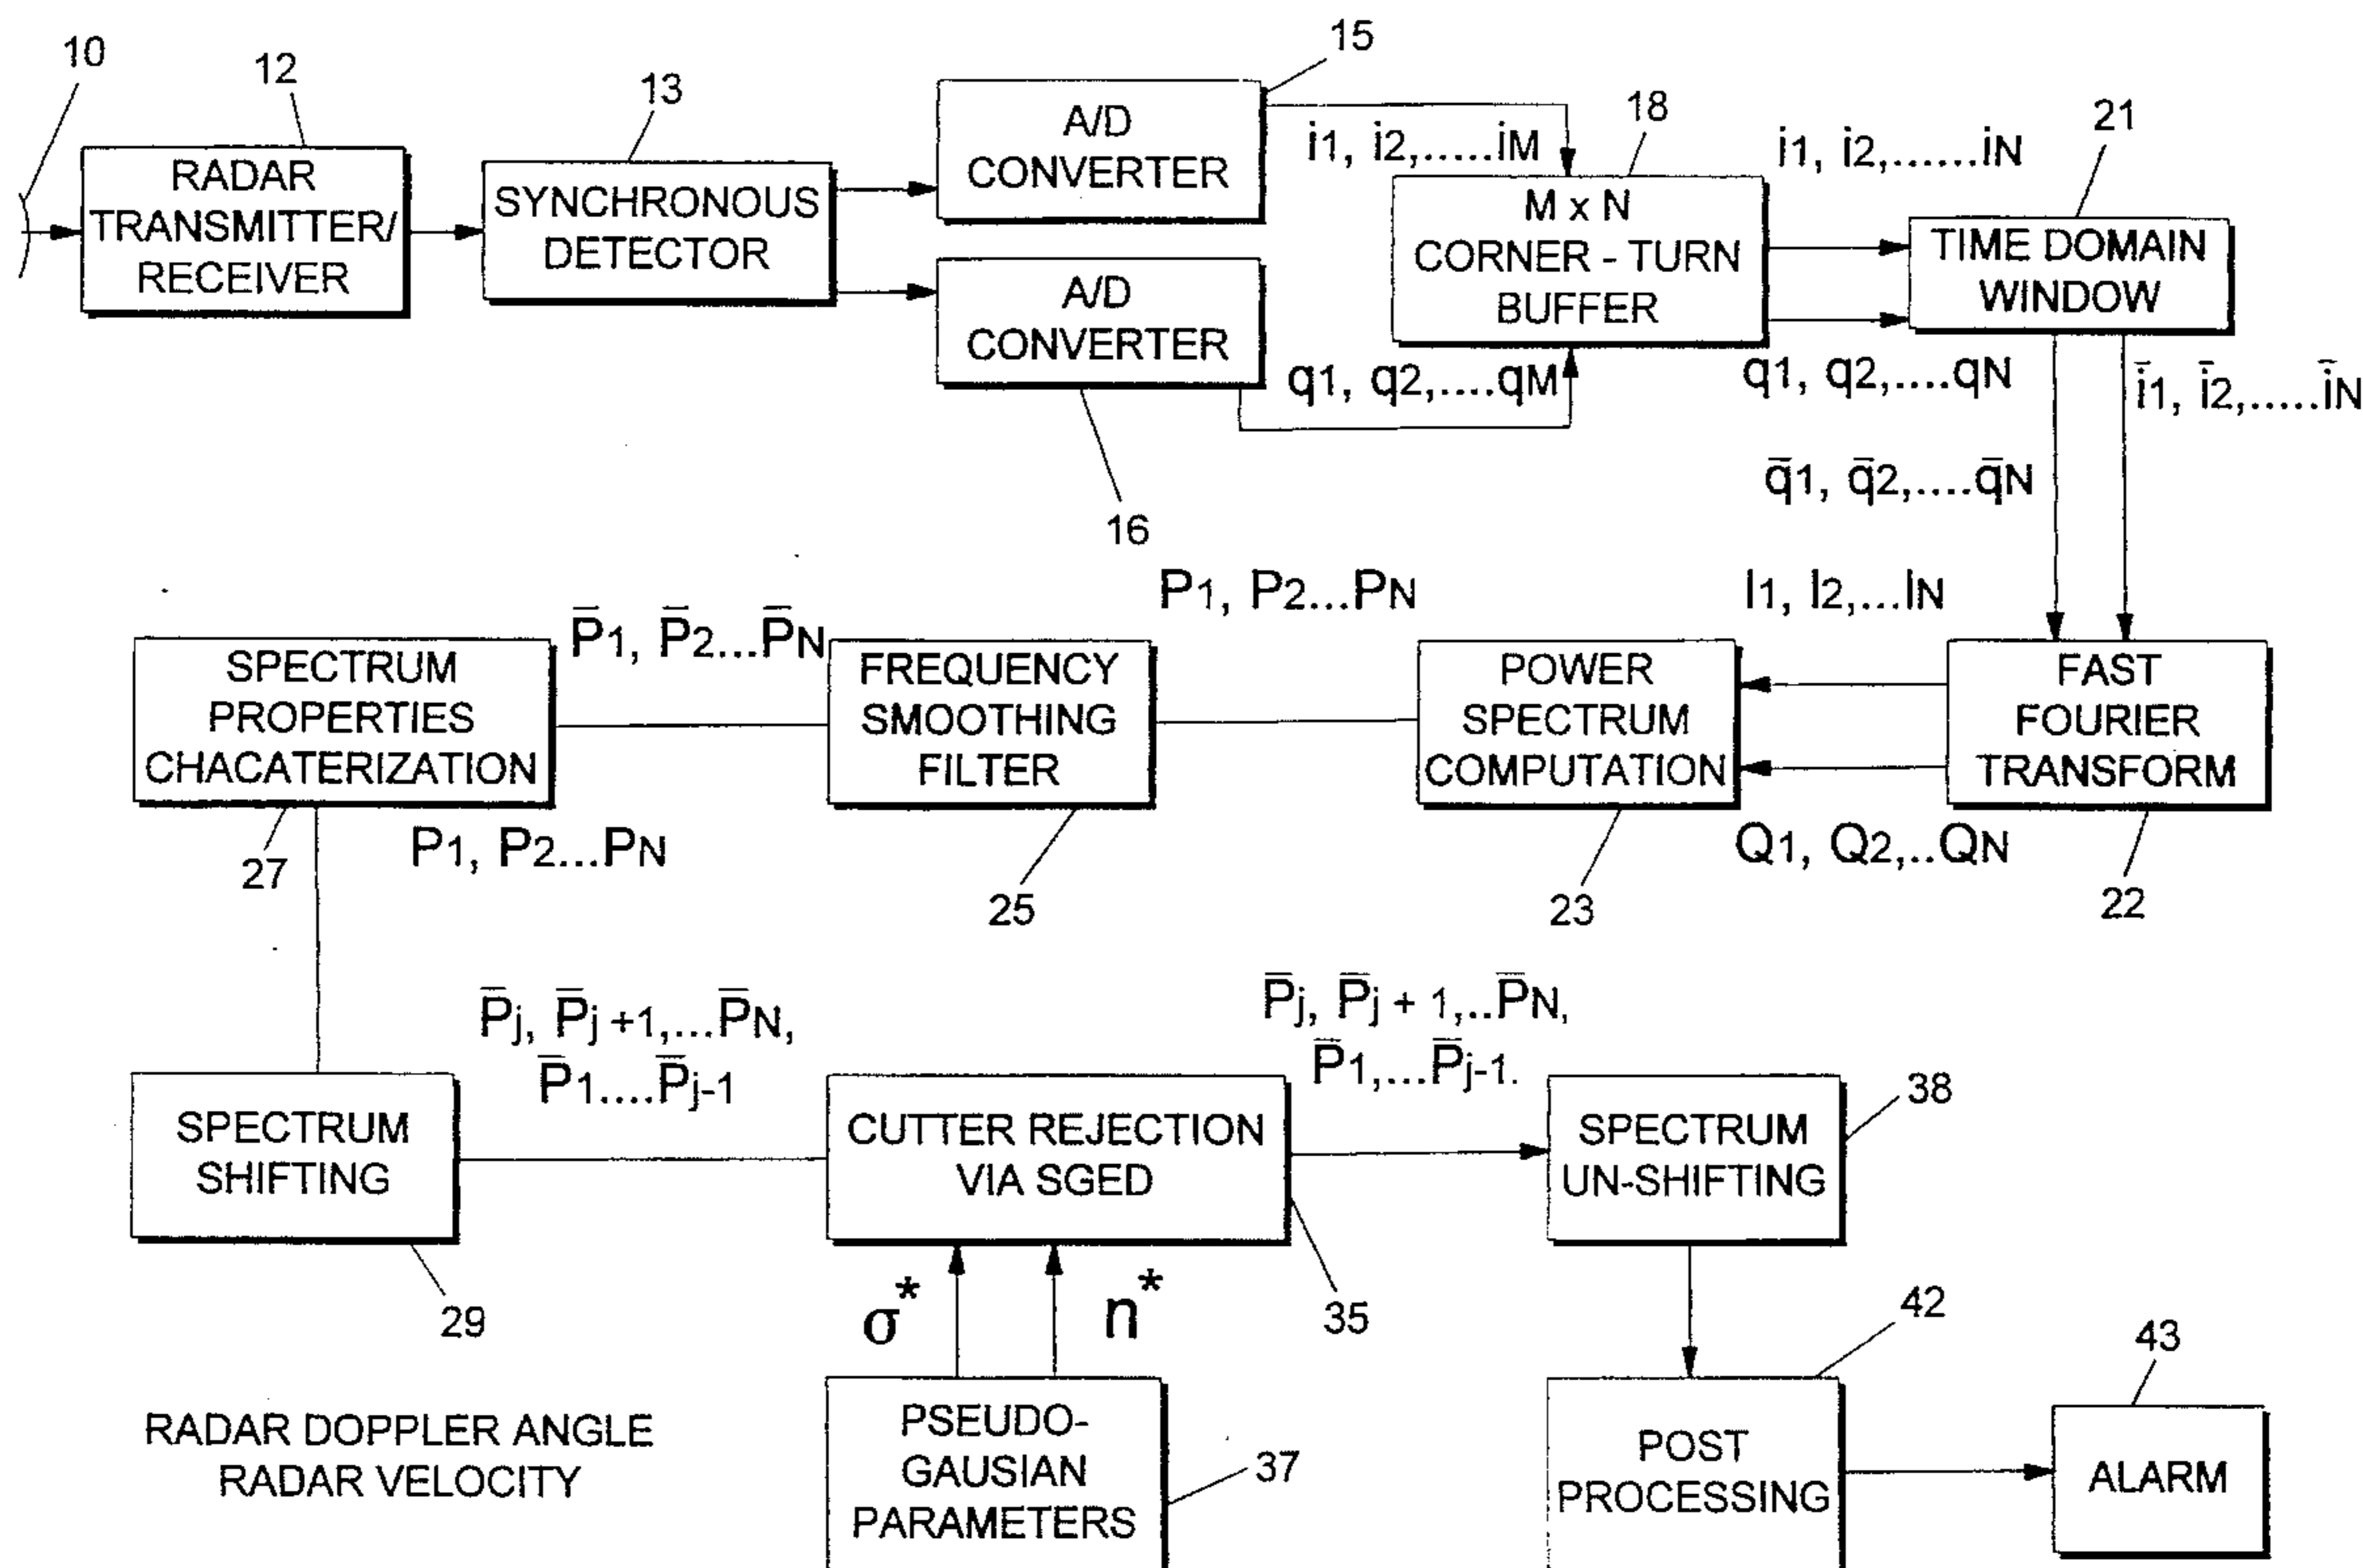 10
12
13
15
18
21
RADAR
TRANSMITTER/
RECEIVER
SYNCHRONOUS
DETECTOR
A/D
CONVERTER
i1, i2,.....iM
M x N
CORNER - TURN
BUFFER
i1, i2,.......iN
TIME DOMAIN
WINDOW
A/D
CONVERTER
q1, q2,....qM
q1, q2,....qN
i̅1, i̅2,.....i̅N
16
q̅1, q̅2,....q̅N
P̅1, P̅2...P̅N
P1, P2...PN
I1, I2,...IN
SPECTRUM
PROPERTIES
CHACATERIZATION
FREQUENCY
SMOOTHING
FILTER
POWER
SPECTRUM
COMPUTATION
FAST
FOURIER
TRANSFORM
27
P1, P2...PN
25
23
Q1, Q2,..QN
22
P̅j, P̅j +1,...P̅N,
P̅1....P̅j-1
P̅j, P̅j + 1,..P̅N,
P̅1,...P̅j-1.
SPECTRUM
SHIFTING
CUTTER REJECTION
VIA SGED
SPECTRUM
UN-SHIFTING
38
29
σ*
n*
35
42
43
RADAR DOPPLER ANGLE
RADAR VELOCITY
PSEUDO-
GAUSIAN
PARAMETERS
37
POST
PROCESSING
ALARM